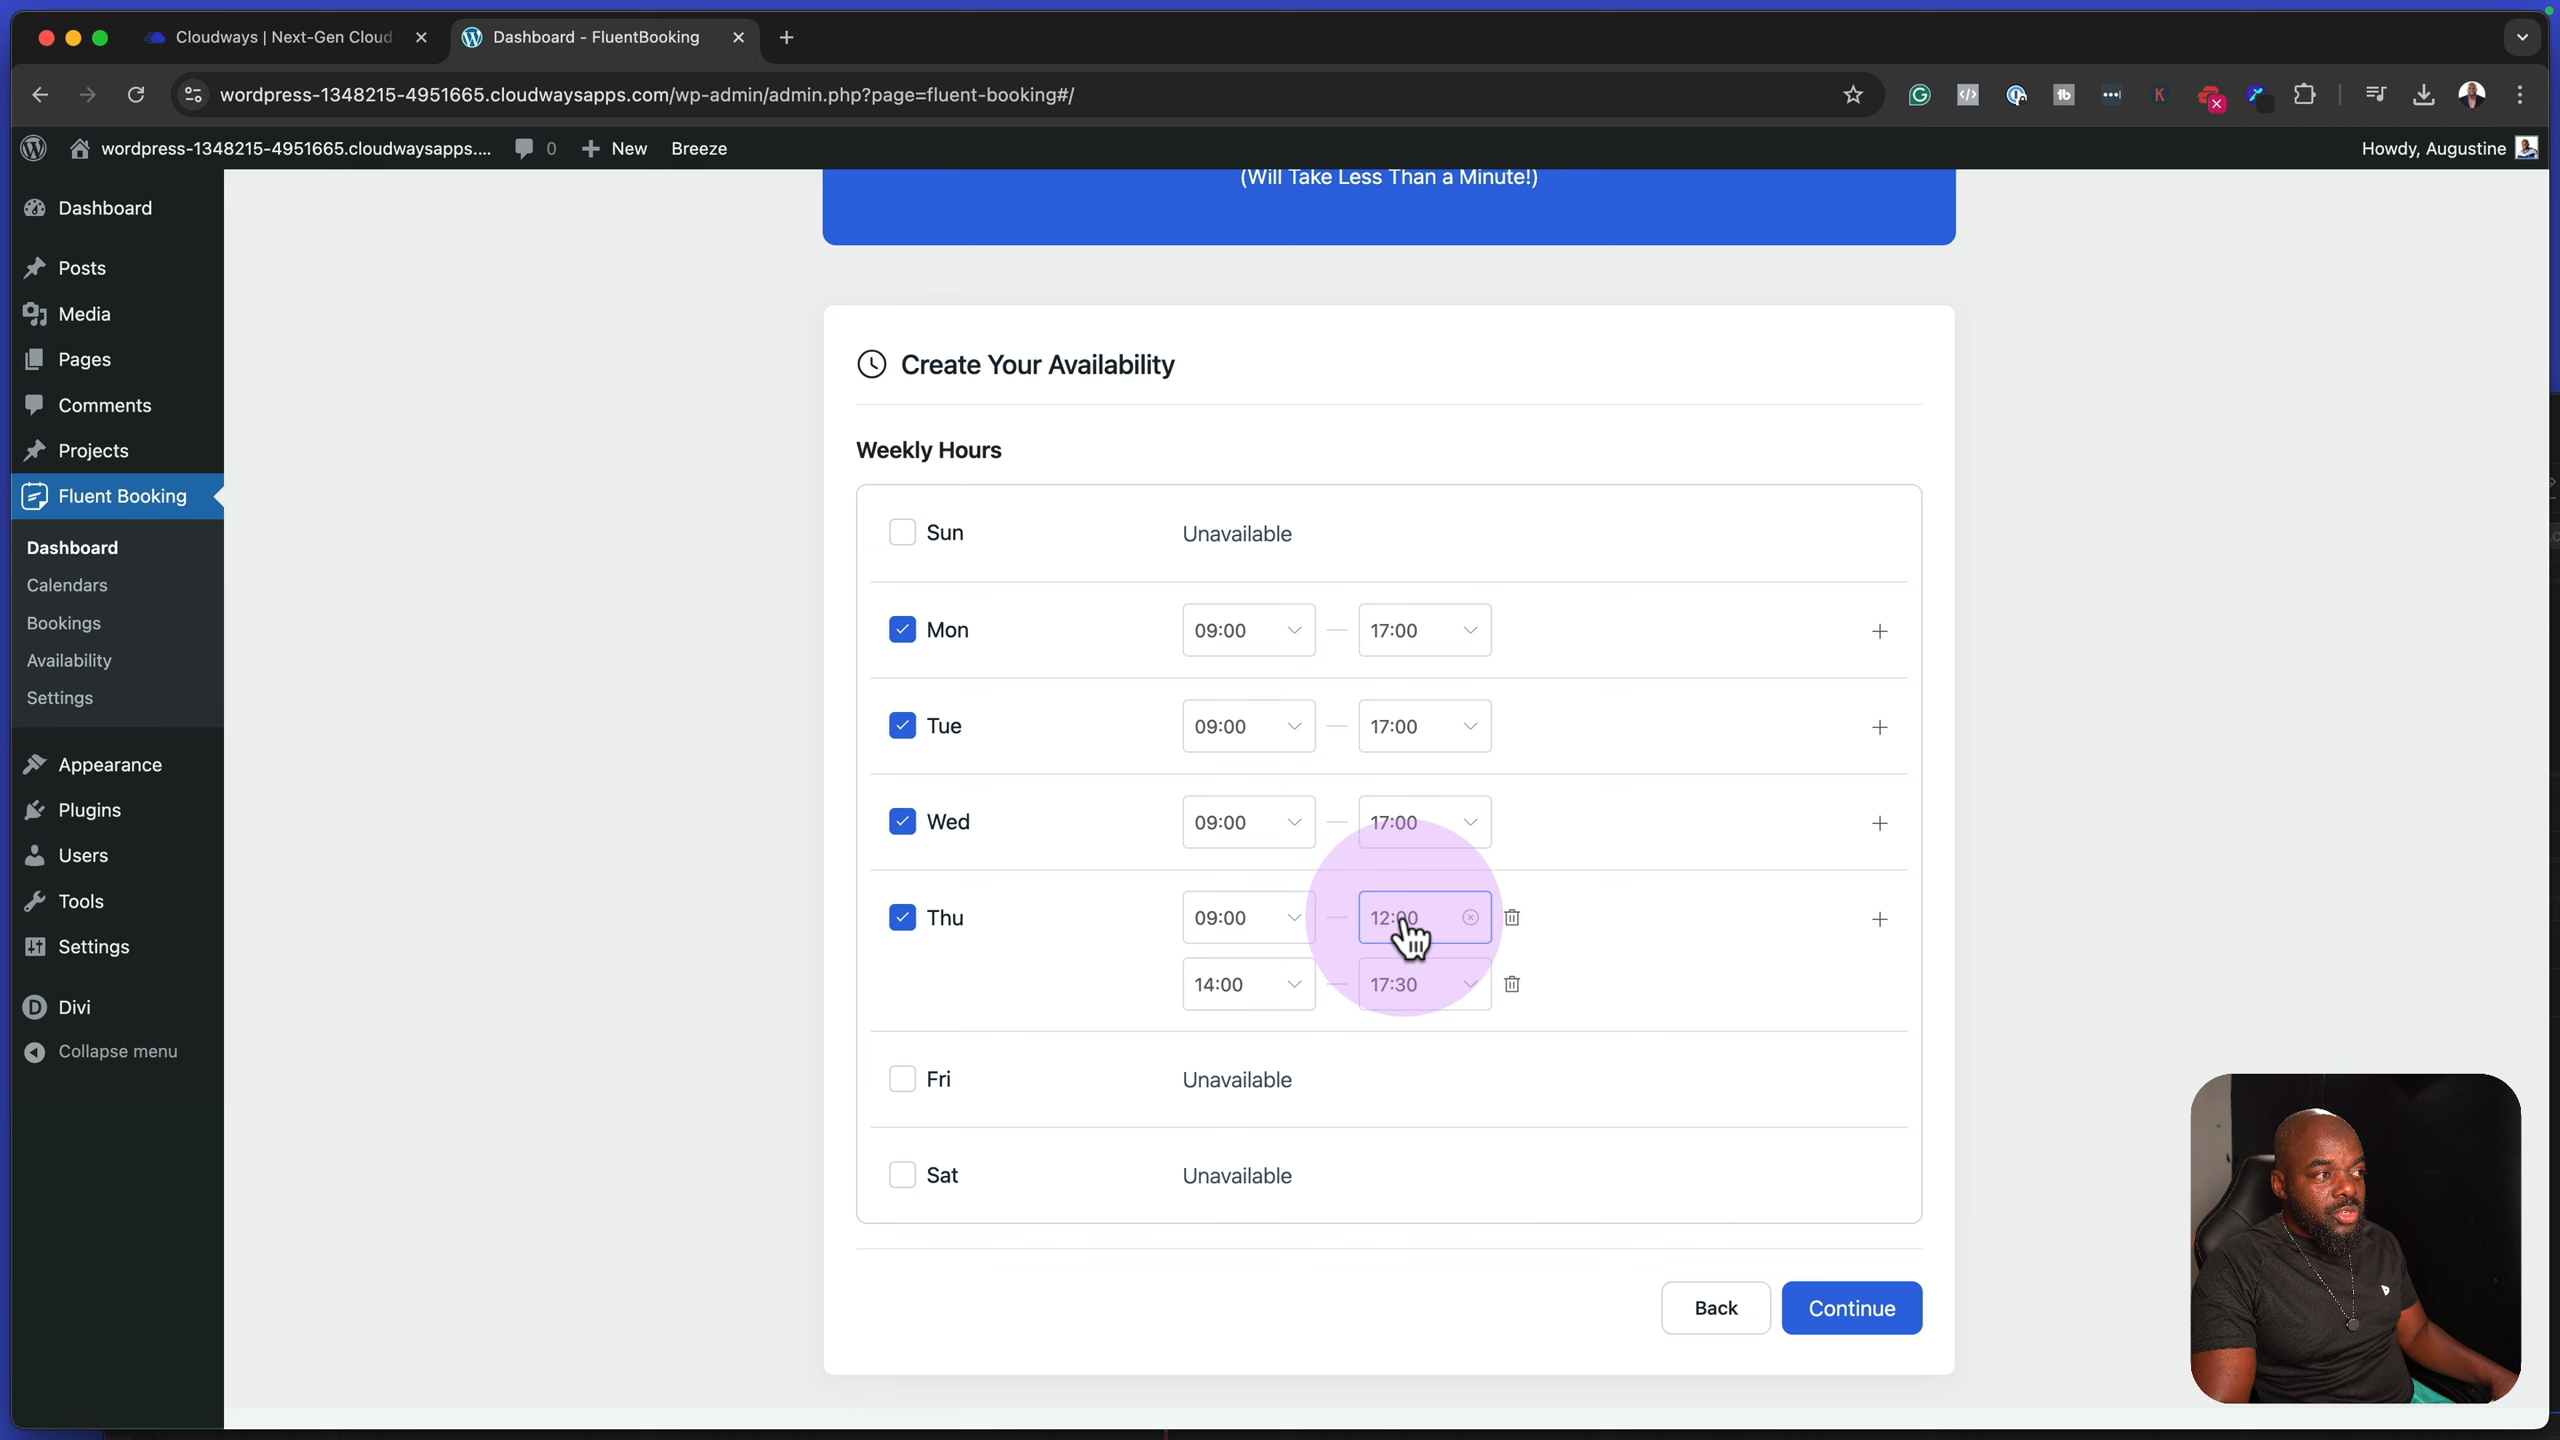 Cloudways | Next-Gen Cloud
Dashboard - FluentBooking
wordpress-1348215-4951665.cloudwaysapps.com/wp-admin/admin.php?page=fluent-booking#/
wordpress-1348215-4951665.cloudwaysapps....
0
New
Breeze
Howdy, Augustine
Dashboard
Posts
Media
Pages
Comments
Projects
Fluent Booking
Dashboard
Calendars
Bookings
Availability
Settings
Appearance
Plugins
Users
Tools
Settings
Divi
Collapse menu
(Will Take Less Than a Minute!)
Create Your Availability
Weekly Hours
Sun Unavailable
Mon 09:00 — 17:00
Tue 09:00 — 17:00
Wed 09:00 — 17:00
Thu 09:00 — 12:00
14:00 — 17:30
Fri Unavailable
Sat Unavailable
Back Continue